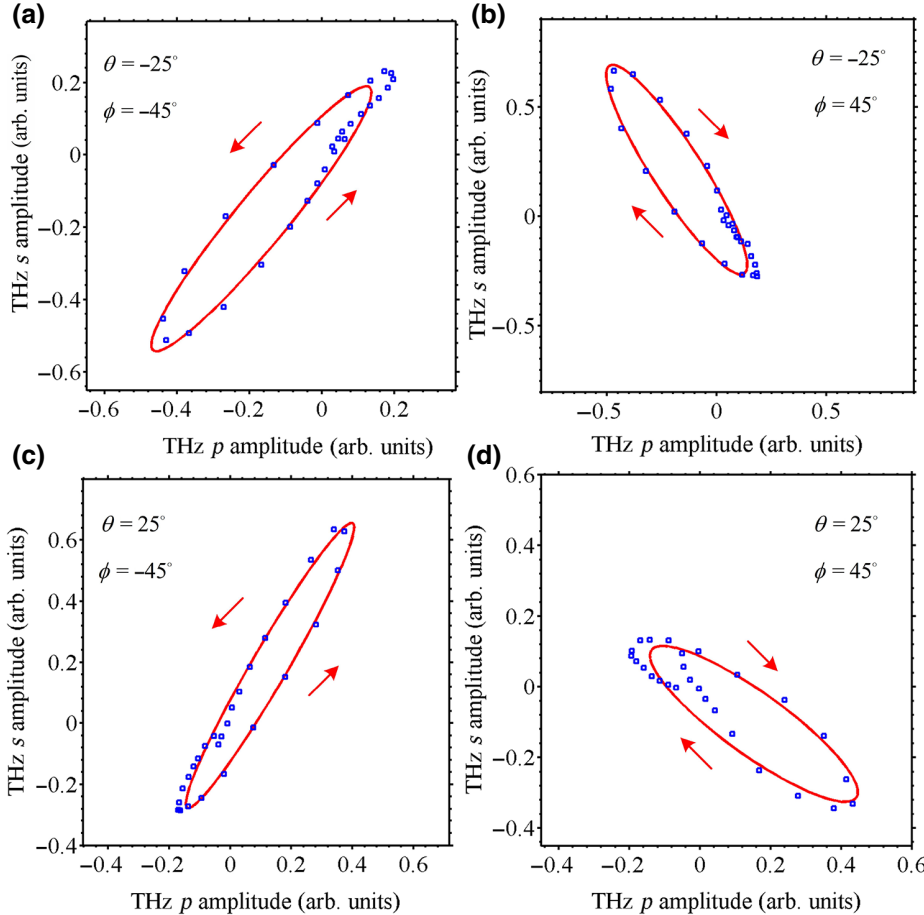 (a)
θ = −25°
ϕ = −45°
0.2
0
−0.2
−0.4
−0.6
THz s amplitude (arb. units)
−0.6
−0.4
−0.2
0
0.2
THz p amplitude (arb. units)
(b)
θ = −25°
ϕ = 45°
0.5
0
−0.5
THz s amplitude (arb. units)
−0.5
0
0.5
THz p amplitude (arb. units)
(c)
θ = 25°
ϕ = −45°
0.6
0.4
0.2
0
−0.2
−0.4
THz s amplitude (arb. units)
−0.4
−0.2
0
0.2
0.4
0.6
THz p amplitude (arb. units)
(d)
θ = 25°
ϕ = 45°
0.6
0.4
0.2
0
−0.2
−0.4
THz s amplitude (arb. units)
−0.4
−0.2
0
0.2
0.4
0.6
THz p amplitude (arb. units)